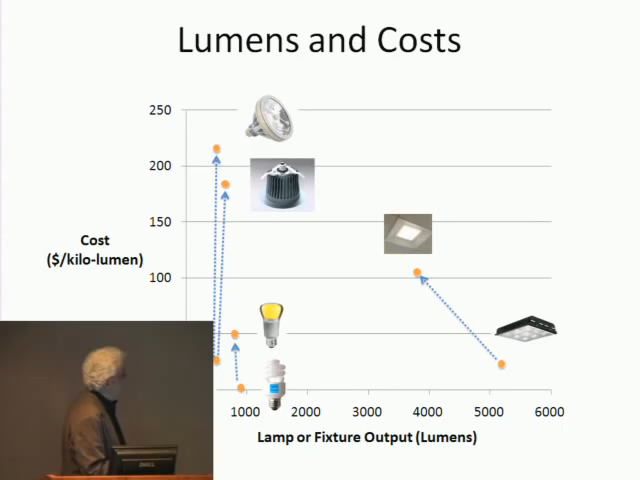 Lumens and Costs
250
200
150
100
Cost
($/kilo-lumen)
1000 2000 3000 4000 5000 6000
Lamp or Fixture Output (Lumens)
DELL